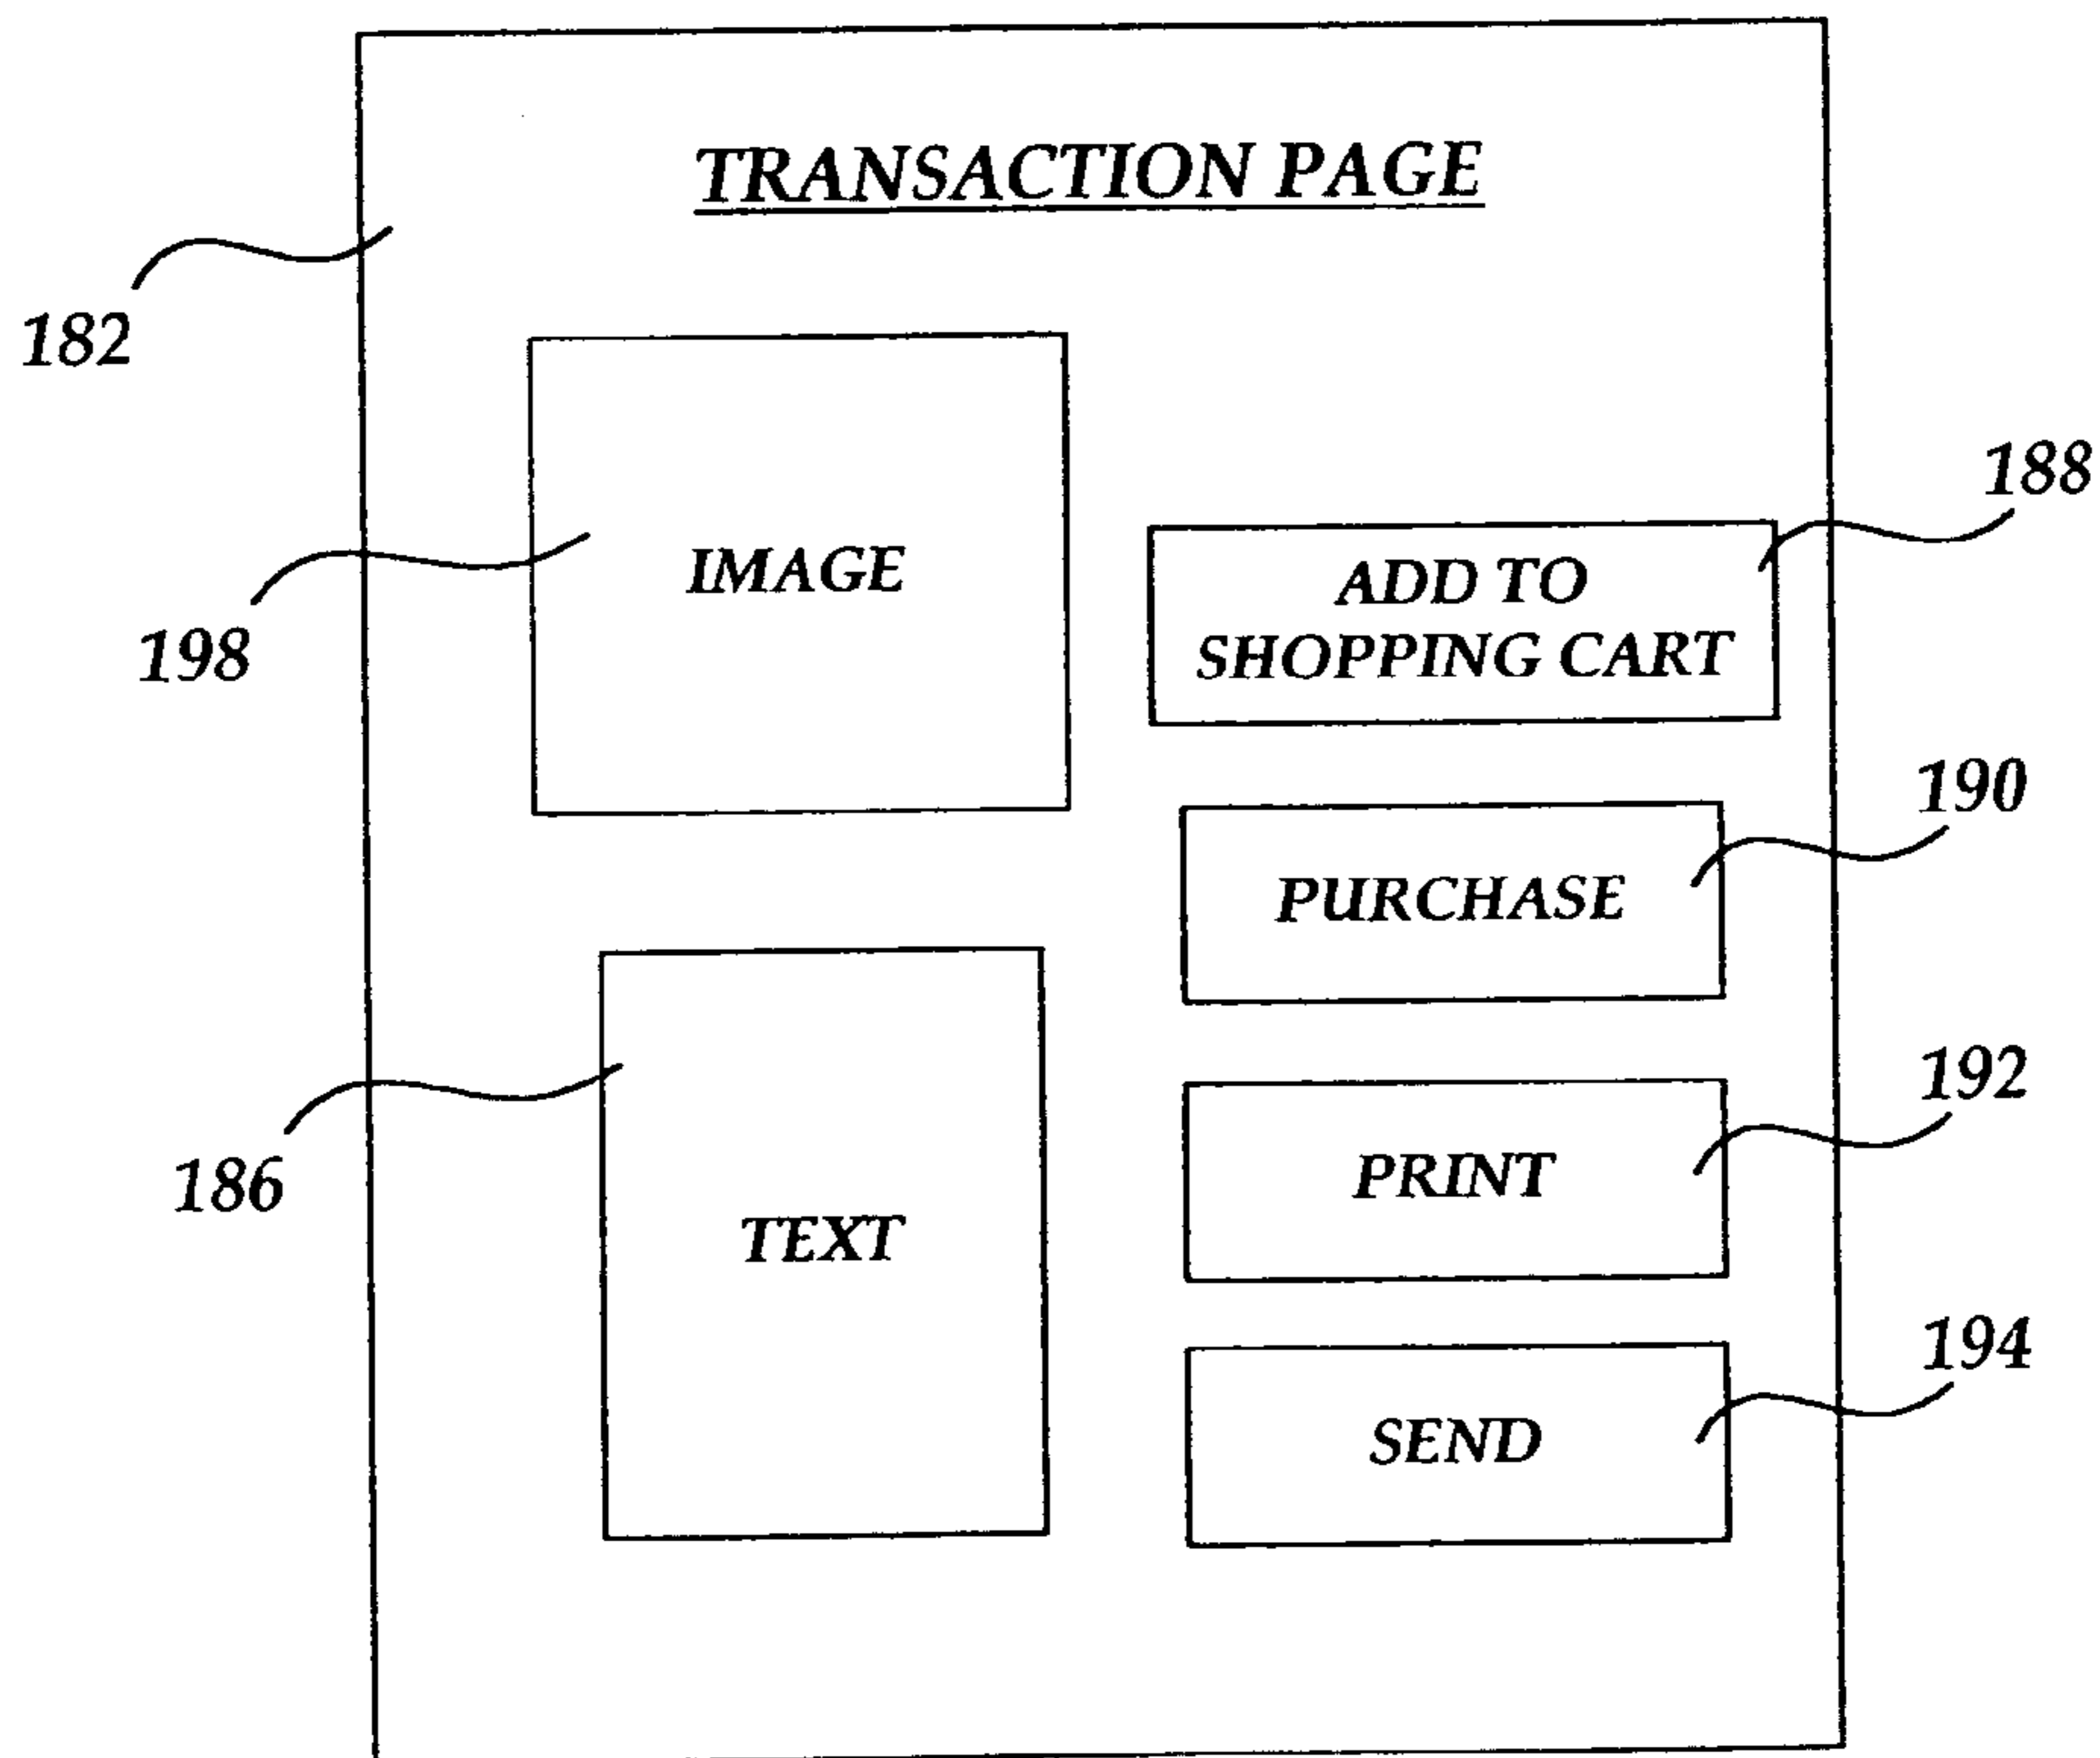 TRANSACTION PAGE
182
188
IMAGE
ADD TO
SHOPPING CART
198
190
PURCHASE
192
186
PRINT
TEXT
194
SEND